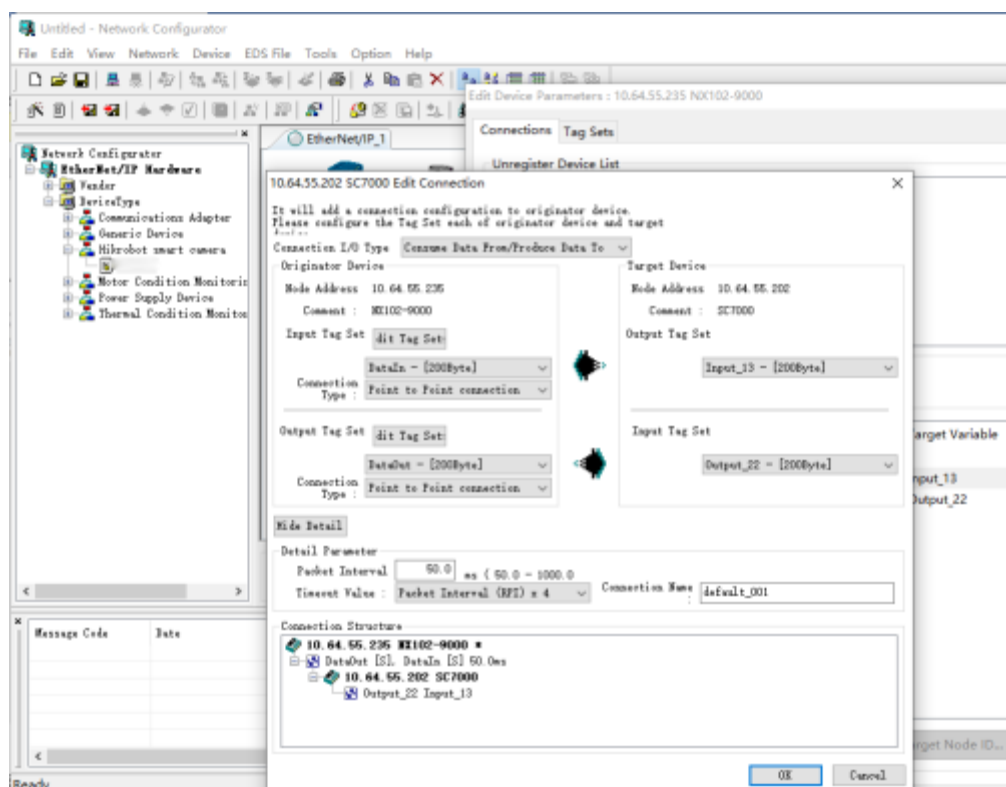 Untitled - Network Configurator
File Edit View Network Device EDS File Tools Option Help
Edit Device Parameters : 10.64.55.235 NX102-9000
EtherNet/IP_1
Connections Tag Sets
Unregister Device List
Network Configurator
EtherNet/IP Hardware
Vendor
DeviceType
Communications Adapter
Generic Device
Hikrobot smart camera
Motor Condition Monitorin
Power Supply Device
Thermal Condition Monitor
10.64.55.202 SC7000 Edit Connection
It will add a connection configuration to originator device.
Please configure the Tag Set each of originator device and target
Connection I/O Type Consume Data From/Produce Data To
Originator Device
Node Address 10.64.55.235
Comment : NX102-9000
Input Tag Set dit Tag Set:
DataIn - [200Byte]
Connection Type : Point to Point connection
Output Tag Set dit Tag Set:
DataOut - [200Byte]
Connection Type : Point to Point connection
Target Device
Node Address 10.64.55.202
Comment : SC7000
Output Tag Set
Input_13 - [200Byte]
Input Tag Set
Output_22 - [200Byte]
Hide Detail
Detail Parameter
Packet Interval 50.0 ms ( 50.0 - 1000.0
Timeout Value : Packet Interval (RPI) x 4
Connection Name : default_001
Connection Structure
10.64.55.235 NX102-9000 *
DataOut [S], DataIn [S] 50.0ms
10.64.55.202 SC7000
Output_22 Input_13
OK Cancel
arget Variable
nput_13
Output_22
arget Node ID...
Message Code Date
Ready